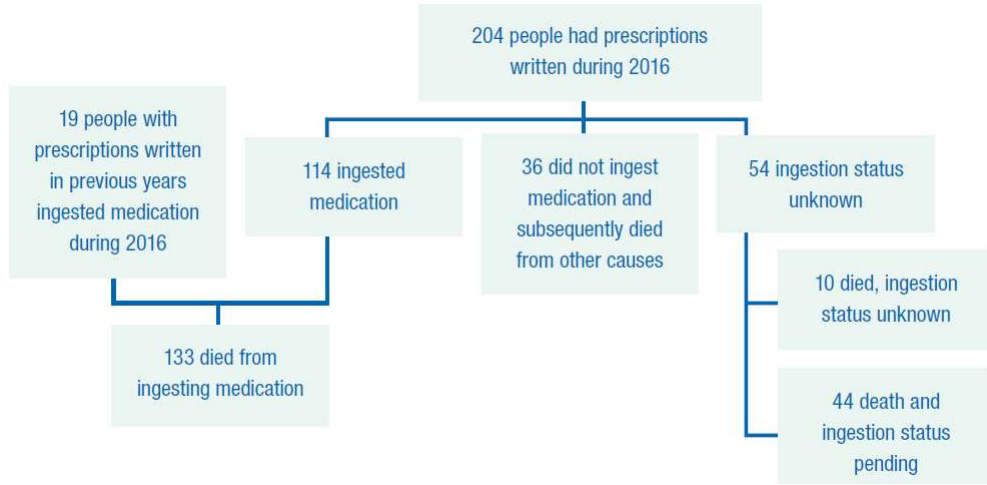 204 people had prescriptions
written during 2016
19 people with
prescriptions written
in previous years
ingested medication
during 2016
114 ingested
medication
36 did not ingest
medication and
subsequently died
from other causes
54 ingestion status
unknown
133 died from
ingesting medication
10 died, ingestion
status unknown
44 death and
ingestion status
pending